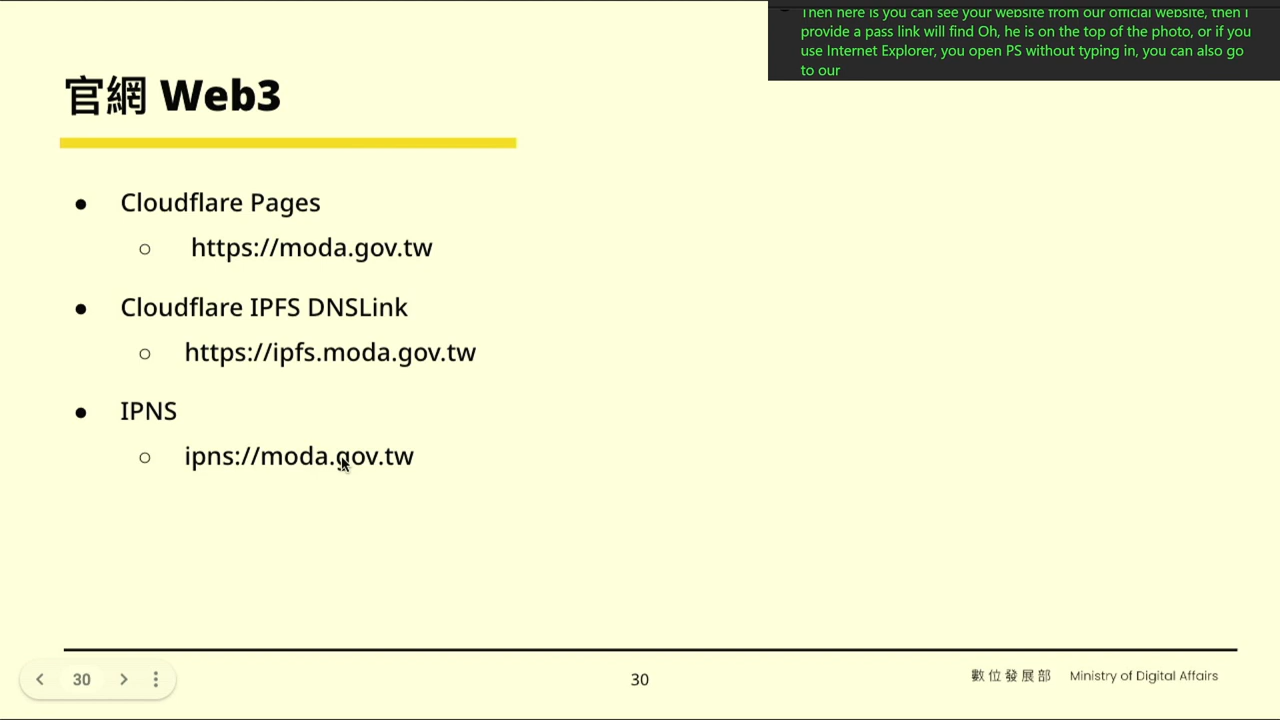 Then here is you can see your website from our official website, then I
provide a pass link will find Oh, he is on the top of the photo, or if you
use Internet Explorer, you open PS without typing in, you can also go
to our
官網 Web3
● Cloudflare Pages
○ https://moda.gov.tw
● Cloudflare IPFS DNSLink
○ https://ipfs.moda.gov.tw
● IPNS
○ ipns://moda.gov.tw
30
30
數位發展部 Ministry of Digital Affairs